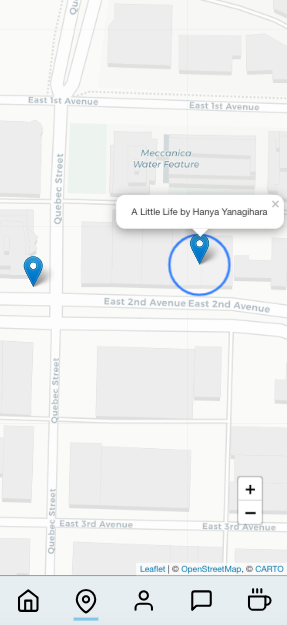 Que
East 1st Avenue
East 1st Avenue
Meccanica
Water Feature
Quebec Street
A Little Life by Hanya Yanagihara
×
East 2nd Avenue East 2nd Avenue
Quebec Street
+
−
Quebec Street
East 3rd Avenue
East 3rd Avenue
Leaflet | © OpenStreetMap, © CARTO